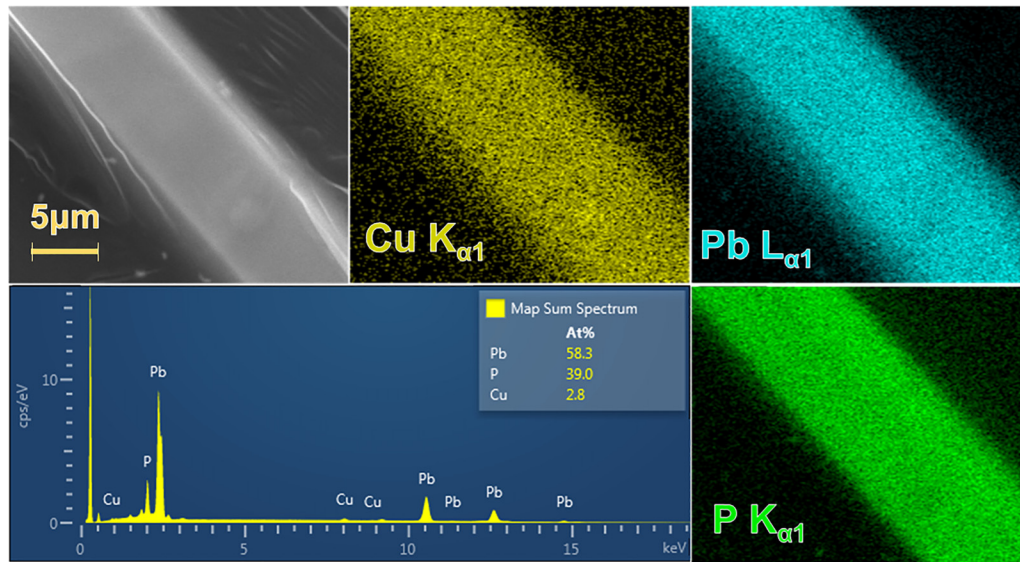 5μm
Cu Kα1
Pb Lα1
Map Sum Spectrum
At%
Pb 58.3
P 39.0
Cu 2.8
cps/eV
10
0
Cu
P
Pb
Cu
Cu
Pb
Pb
Pb
Pb
0 5 10 15 keV
P Kα1